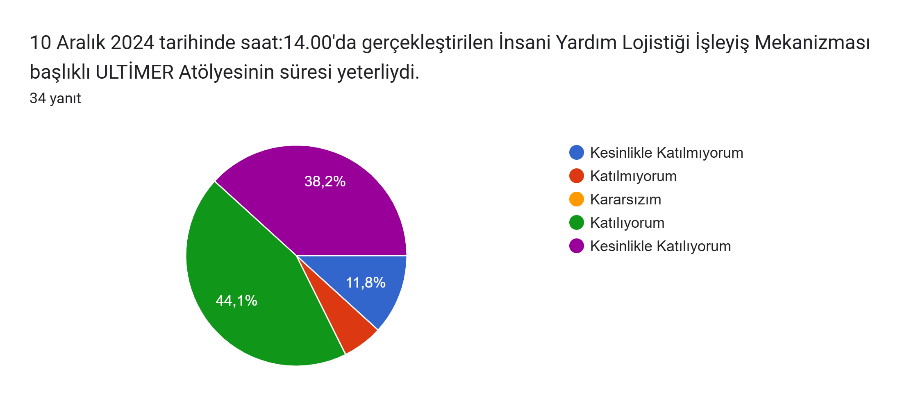 10 Aralık 2024 tarihinde saat:14.00'da gerçekleştirilen İnsani Yardım Lojistiği İşleyiş Mekanizması
başlıklı ULTİMER Atölyesinin süresi yeterliydi.
34 yanıt
38,2%
11,8%
44,1%
Kesinlikle Katılmıyorum
Katılmıyorum
Kararsızım
Katılıyorum
Kesinlikle Katılıyorum